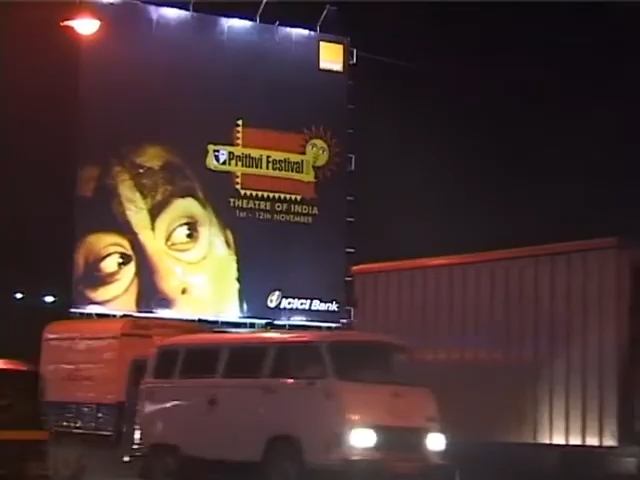 Prithvi Festival
THEATRE OF INDIA
1st - 12th NOVEMBER
ICICI Bank